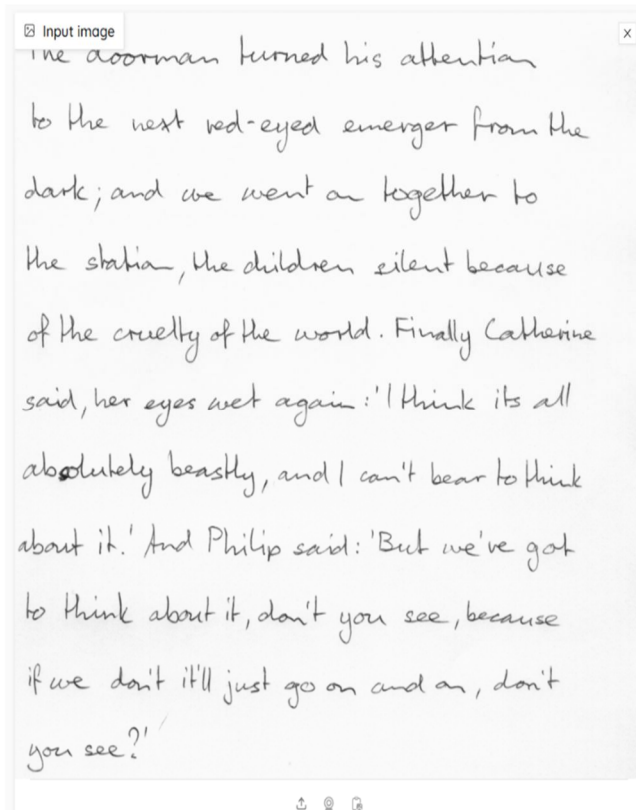 Input image
The doorman turned his attention
to the next red-eyed emerger from the
dark; and we went on together to
the station, the children silent because
of the cruelty of the world. Finally Catherine
said, her eyes wet again: 'I think its all
absolutely beastly, and I can't bear to think
about it.' And Philip said: 'But we've got
to think about it, don't you see, because
if we don't it'll just go on and on, don't
you see?'